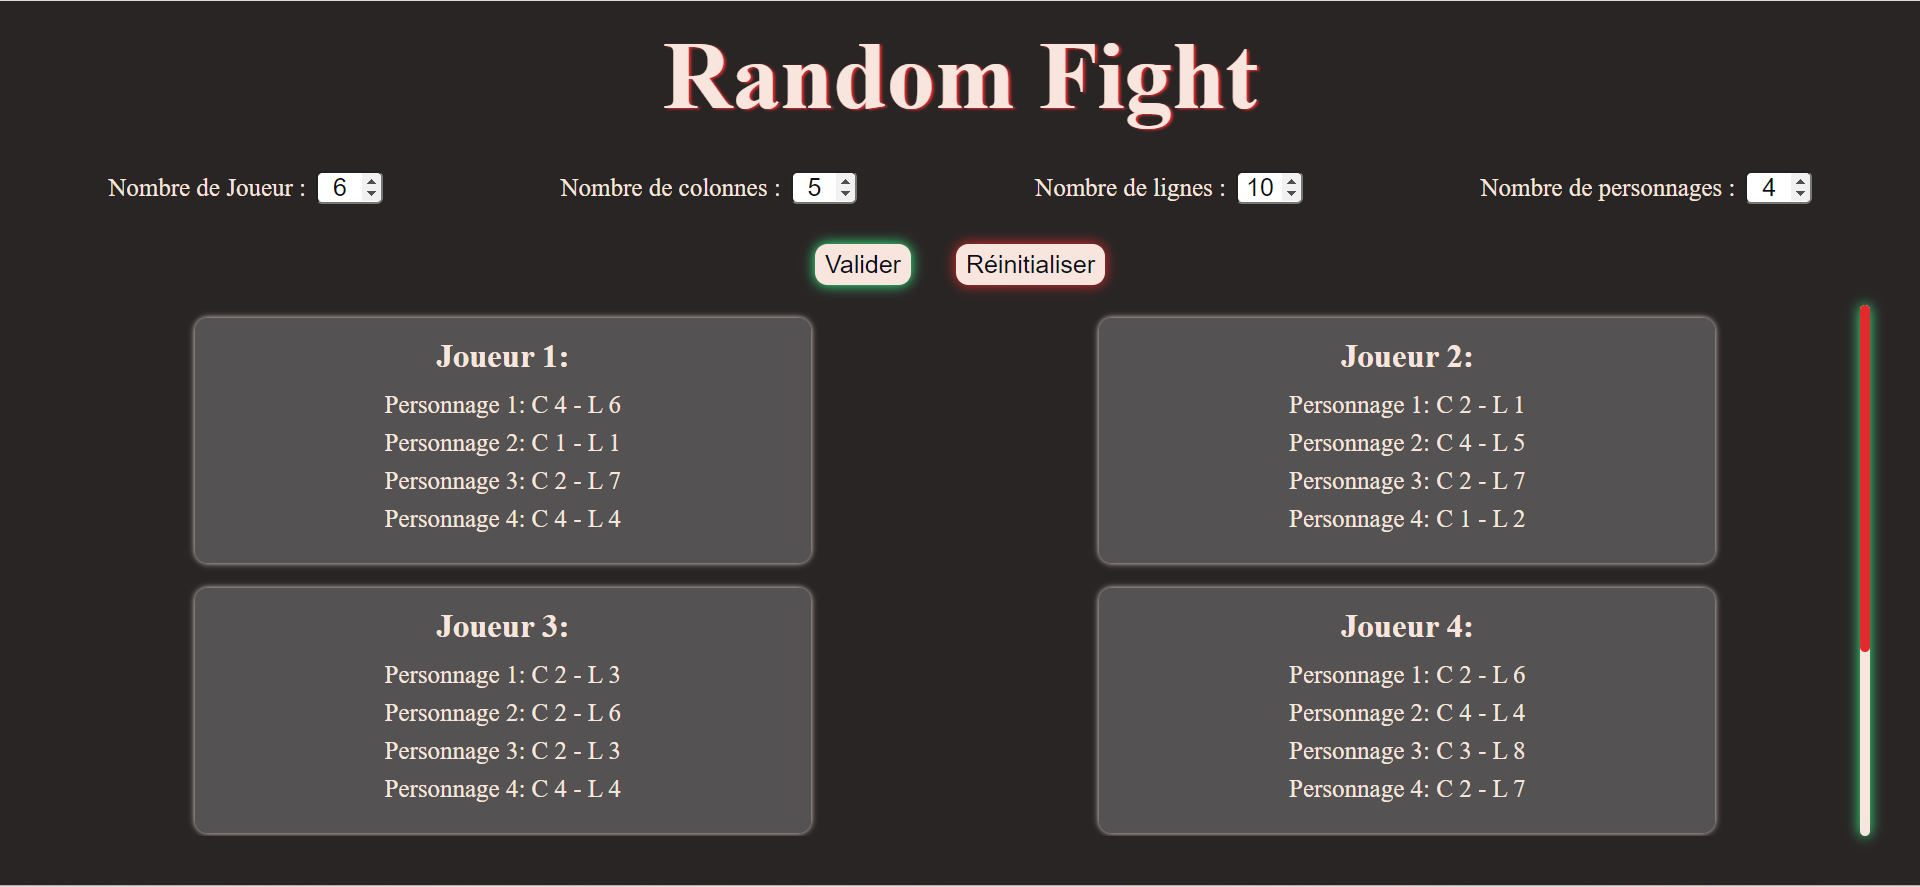 Random Fight
Nombre de Joueur : 6 Nombre de colonnes : 5 Nombre de lignes : 10 Nombre de personnages : 4
Valider Réinitialiser
Joueur 1:
Personnage 1: C 4 - L 6
Personnage 2: C 1 - L 1
Personnage 3: C 2 - L 7
Personnage 4: C 4 - L 4
Joueur 2:
Personnage 1: C 2 - L 1
Personnage 2: C 4 - L 5
Personnage 3: C 2 - L 7
Personnage 4: C 1 - L 2
Joueur 3:
Personnage 1: C 2 - L 3
Personnage 2: C 2 - L 6
Personnage 3: C 2 - L 3
Personnage 4: C 4 - L 4
Joueur 4:
Personnage 1: C 2 - L 6
Personnage 2: C 4 - L 4
Personnage 3: C 3 - L 8
Personnage 4: C 2 - L 7